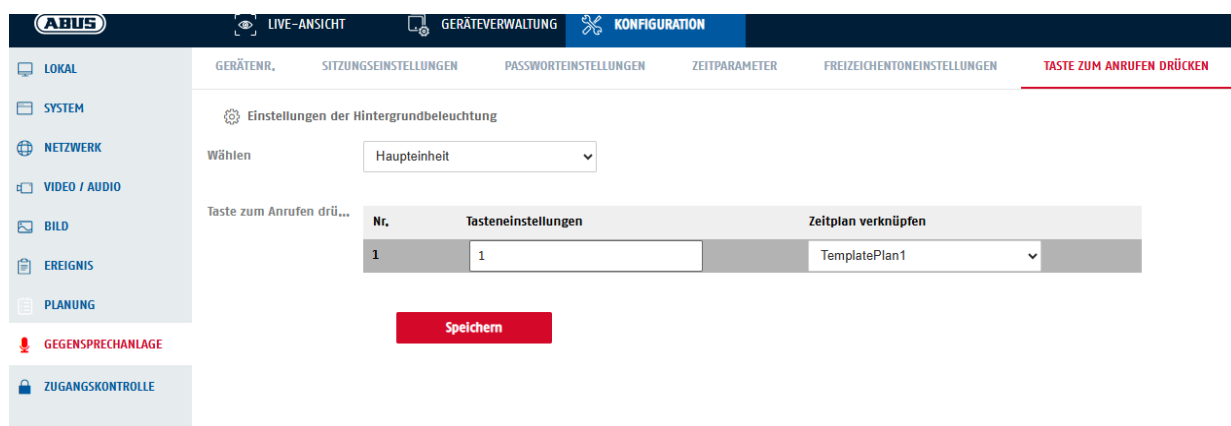 ABUS LIVE-ANSICHT GERÄTEVERWALTUNG KONFIGURATION
LOKAL
SYSTEM
NETZWERK
VIDEO / AUDIO
BILD
EREIGNIS
PLANUNG
GEGENSPRECHANLAGE
ZUGANGSKONTROLLE
GERÄTENR. SITZUNGSEINSTELLUNGEN PASSWORTEINSTELLUNGEN ZEITPARAMETER FREIZEICHENTONEINSTELLUNGEN TASTE ZUM ANRUFEN DRÜCKEN
Einstellungen der Hintergrundbeleuchtung
Wählen Haupteinheit
Taste zum Anrufen drü...
Nr. Tasteneinstellungen Zeitplan verknüpfen
1 1 TemplatePlan1
Speichern